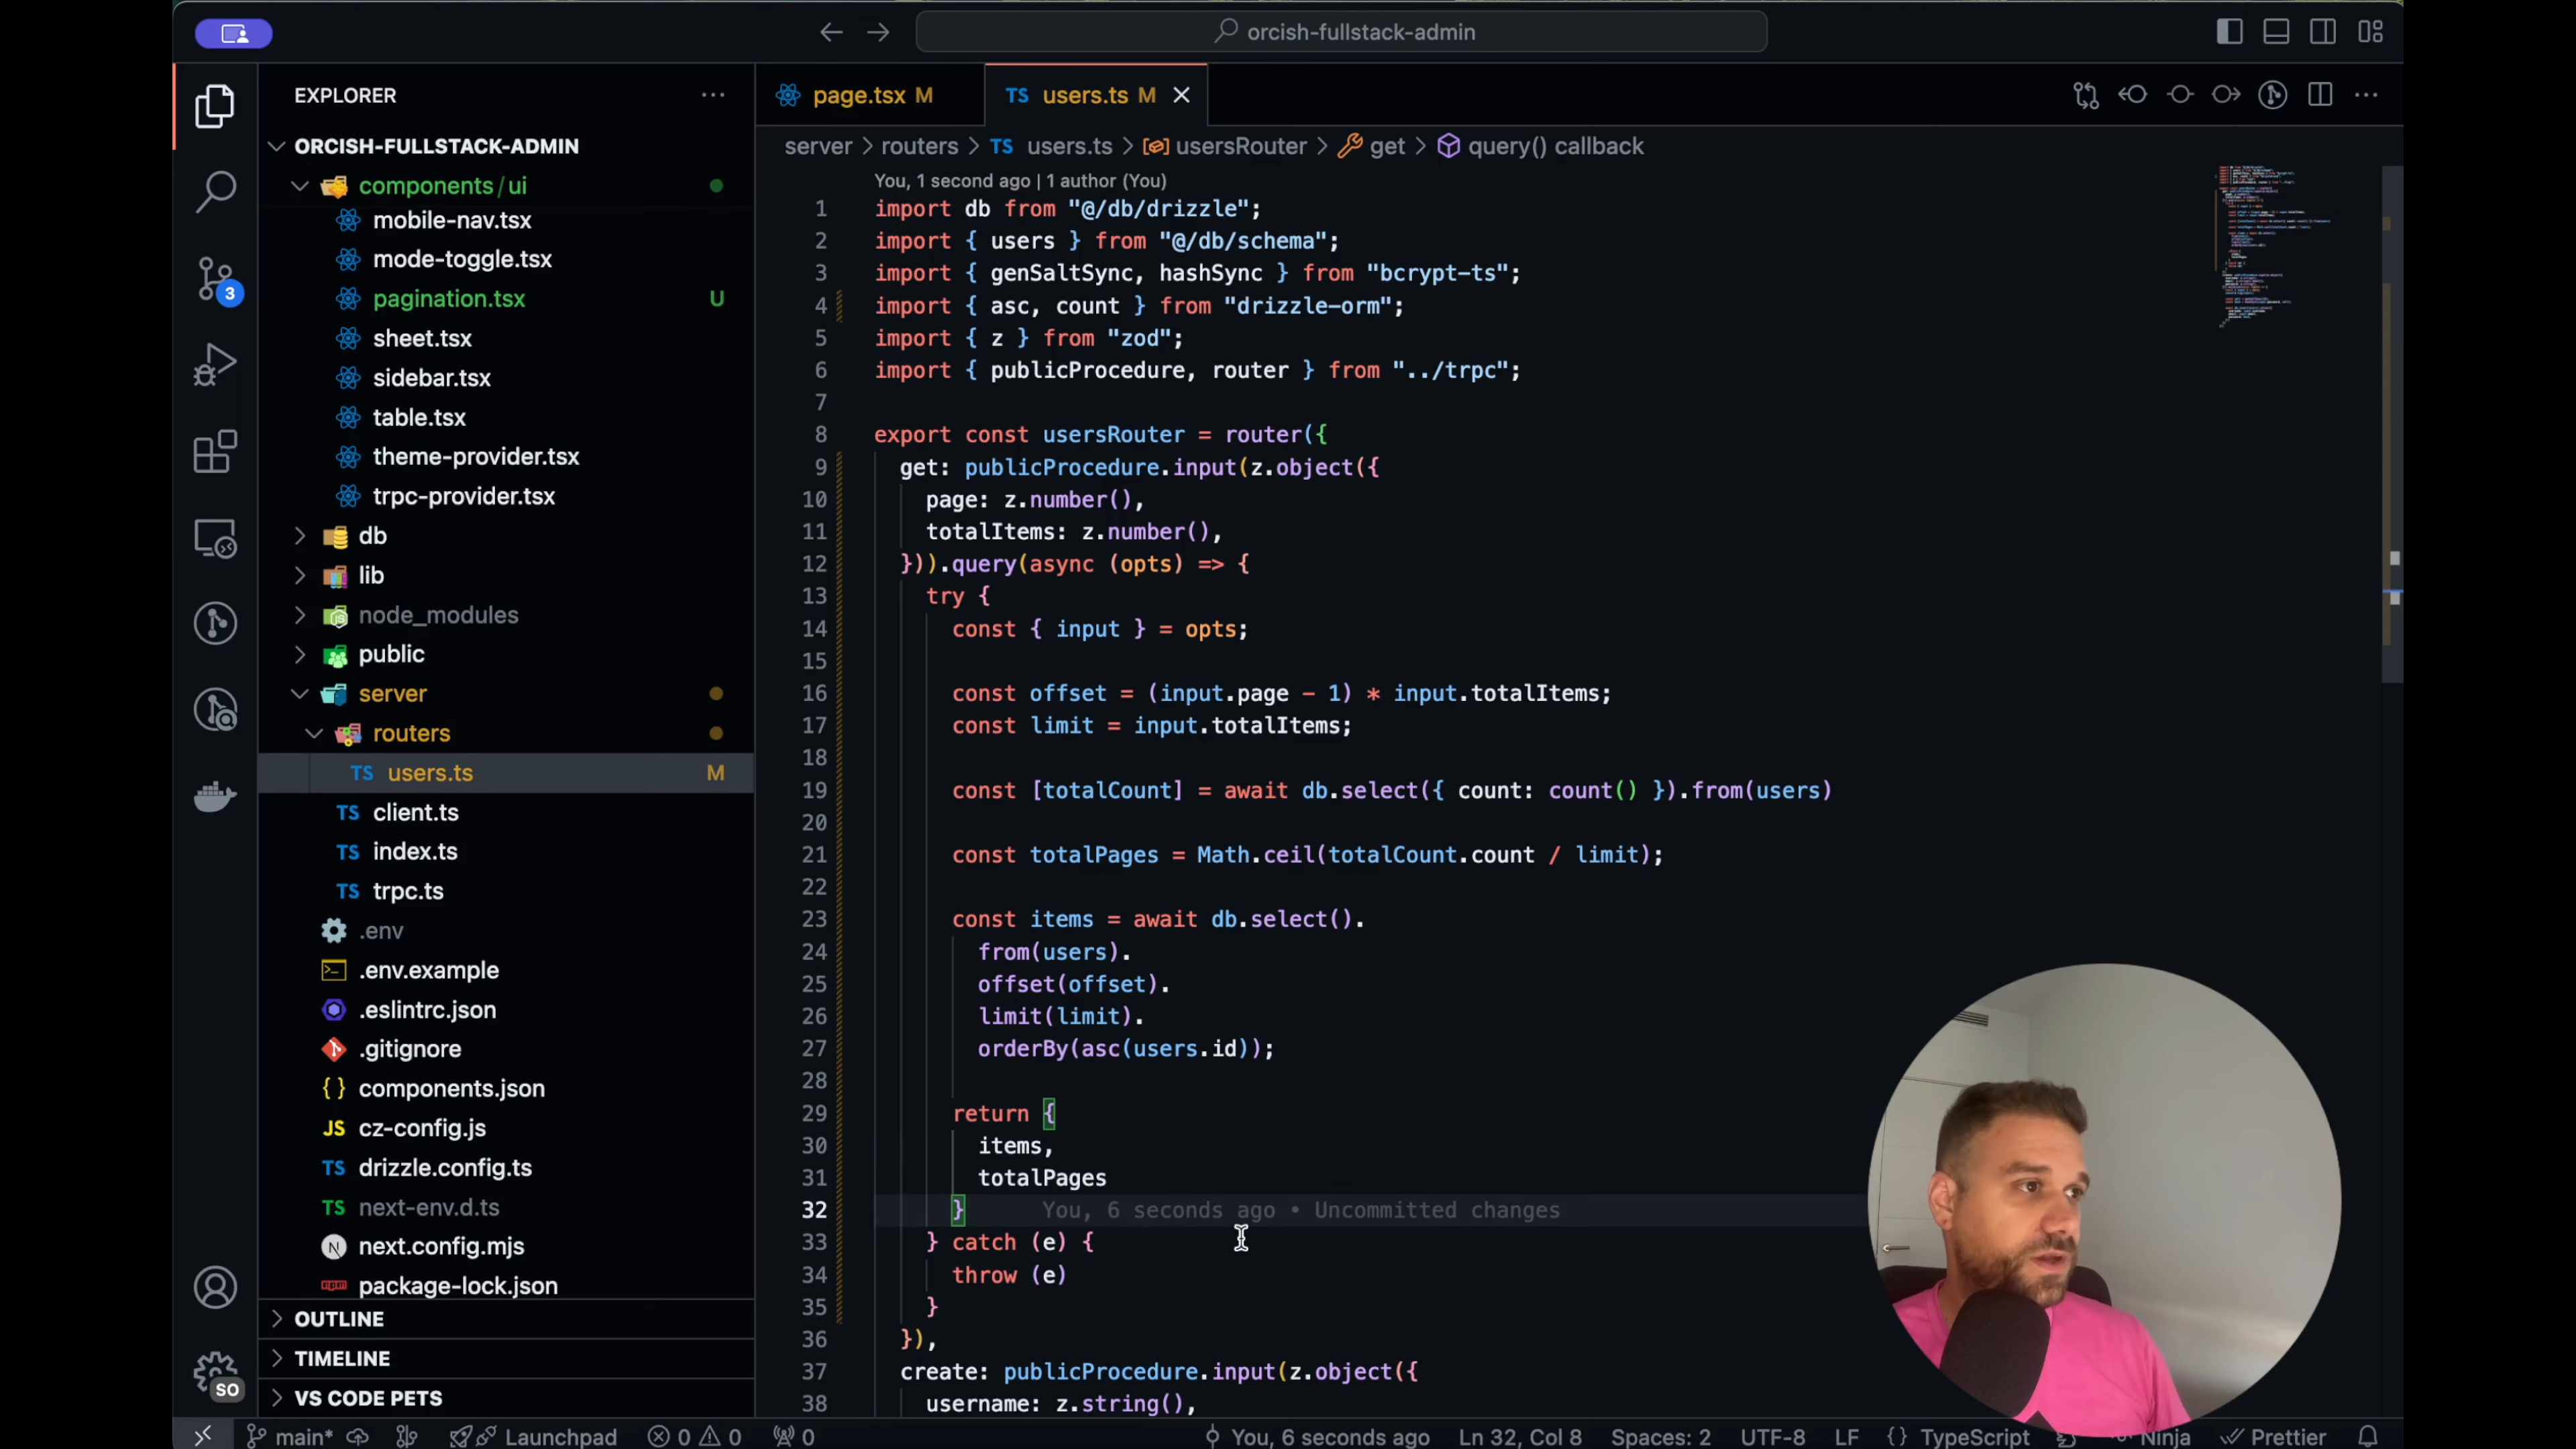 orcish-fullstack-admin
EXPLORER
ORCISH-FULLSTACK-ADMIN
components/ui
mobile-nav.tsx
mode-toggle.tsx
pagination.tsx U
sheet.tsx
sidebar.tsx
table.tsx
theme-provider.tsx
trpc-provider.tsx
db
lib
node_modules
public
server
routers
TS users.ts M
TS client.ts
TS index.ts
TS trpc.ts
.env
.env.example
.eslintrc.json
.gitignore
{ } components.json
JS cz-config.js
TS drizzle.config.ts
TS next-env.d.ts
N next.config.mjs
npm package-lock.json
OUTLINE
TIMELINE
VS CODE PETS
3
SO
page.tsx M
TS users.ts M
server > routers > TS users.ts > usersRouter > get > query() callback
You, 1 second ago | 1 author (You)
1 import db from "@/db/drizzle";
2 import { users } from "@/db/schema";
3 import { genSaltSync, hashSync } from "bcrypt-ts";
4 import { asc, count } from "drizzle-orm";
5 import { z } from "zod";
6 import { publicProcedure, router } from "../trpc";
7
8 export const usersRouter = router({
9 get: publicProcedure.input(z.object({
10 page: z.number(),
11 totalItems: z.number(),
12 })).query(async (opts) => {
13 try {
14 const { input } = opts;
15
16 const offset = (input.page - 1) * input.totalItems;
17 const limit = input.totalItems;
18
19 const [totalCount] = await db.select({ count: count() }).from(users)
20
21 const totalPages = Math.ceil(totalCount.count / limit);
22
23 const items = await db.select().
24 from(users).
25 offset(offset).
26 limit(limit).
27 orderBy(asc(users.id));
28
29 return {
30 items,
31 totalPages
32 } You, 6 seconds ago • Uncommitted changes
33 } catch (e) {
34 throw (e)
35 }
36 }),
37 create: publicProcedure.input(z.object({
38 username: z.string(),
main* Launchpad 0 0 0 You, 6 seconds ago Ln 32, Col 8 Spaces: 2 UTF-8 LF { } TypeScript Ninja Prettier